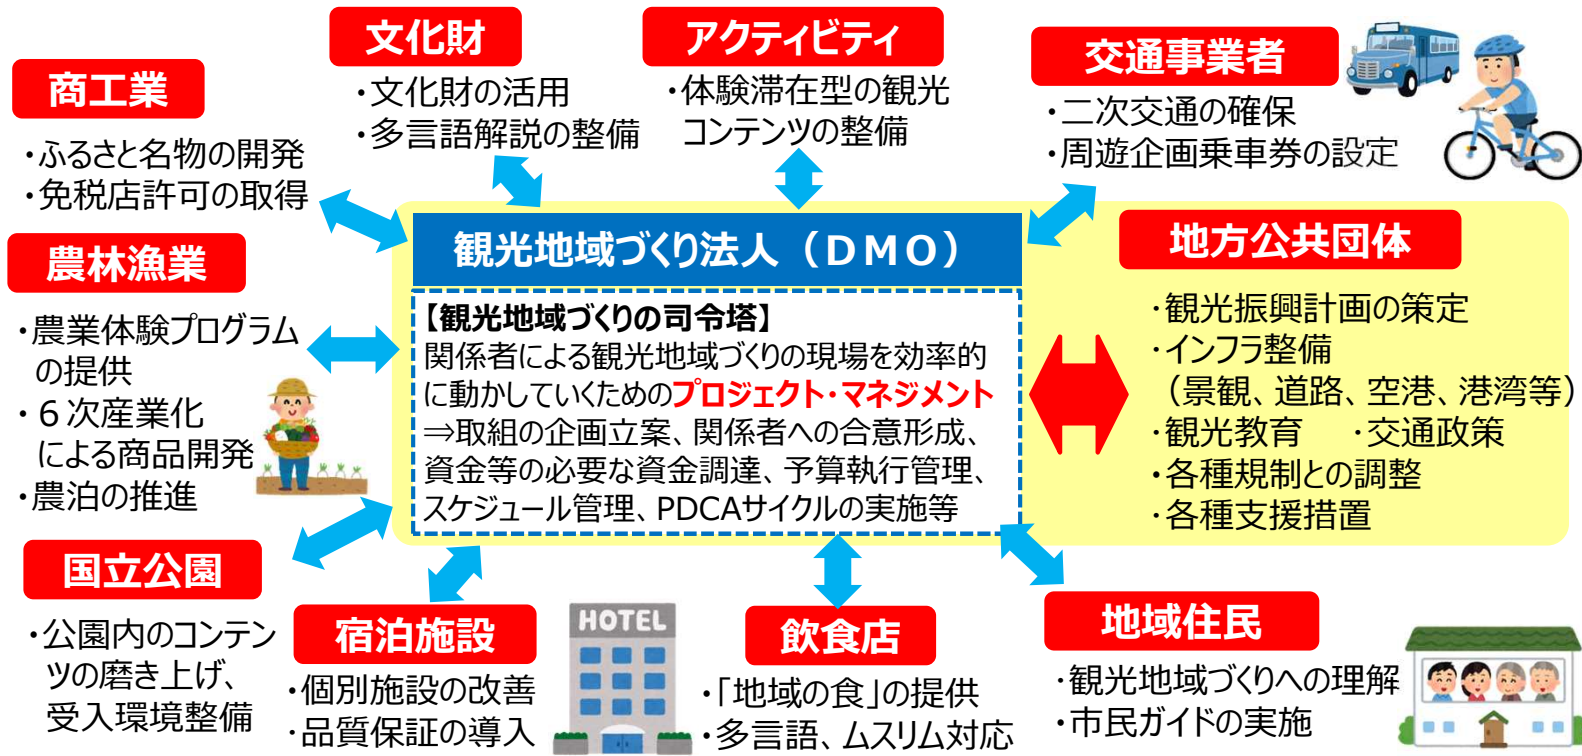 文化財
・文化財の活用
・多言語解説の整備
アクティビティ
・体験滞在型の観光
コンテンツの整備
交通事業者
・二次交通の確保
・周遊企画乗車券の設定
商工業
・ふるさと名物の開発
・免税店許可の取得
農林漁業
・農業体験プログラム
の提供
・６次産業化
による商品開発
・農泊の推進
観光地域づくり法人（ＤＭＯ）
【観光地域づくりの司令塔】
関係者による観光地域づくりの現場を効率的
に動かしていくためのプロジェクト・マネジメント
⇒取組の企画立案、関係者への合意形成、
資金等の必要な資金調達、予算執行管理、
スケジュール管理、PDCAサイクルの実施等
地方公共団体
・観光振興計画の策定
・インフラ整備
（景観、道路、空港、港湾等）
・観光教育　・交通政策
・各種規制との調整
・各種支援措置
国立公園
・公園内のコンテン
ツの磨き上げ、
受入環境整備
宿泊施設
・個別施設の改善
・品質保証の導入
HOTEL
飲食店
・「地域の食」の提供
・多言語、ムスリム対応
地域住民
・観光地域づくりへの理解
・市民ガイドの実施